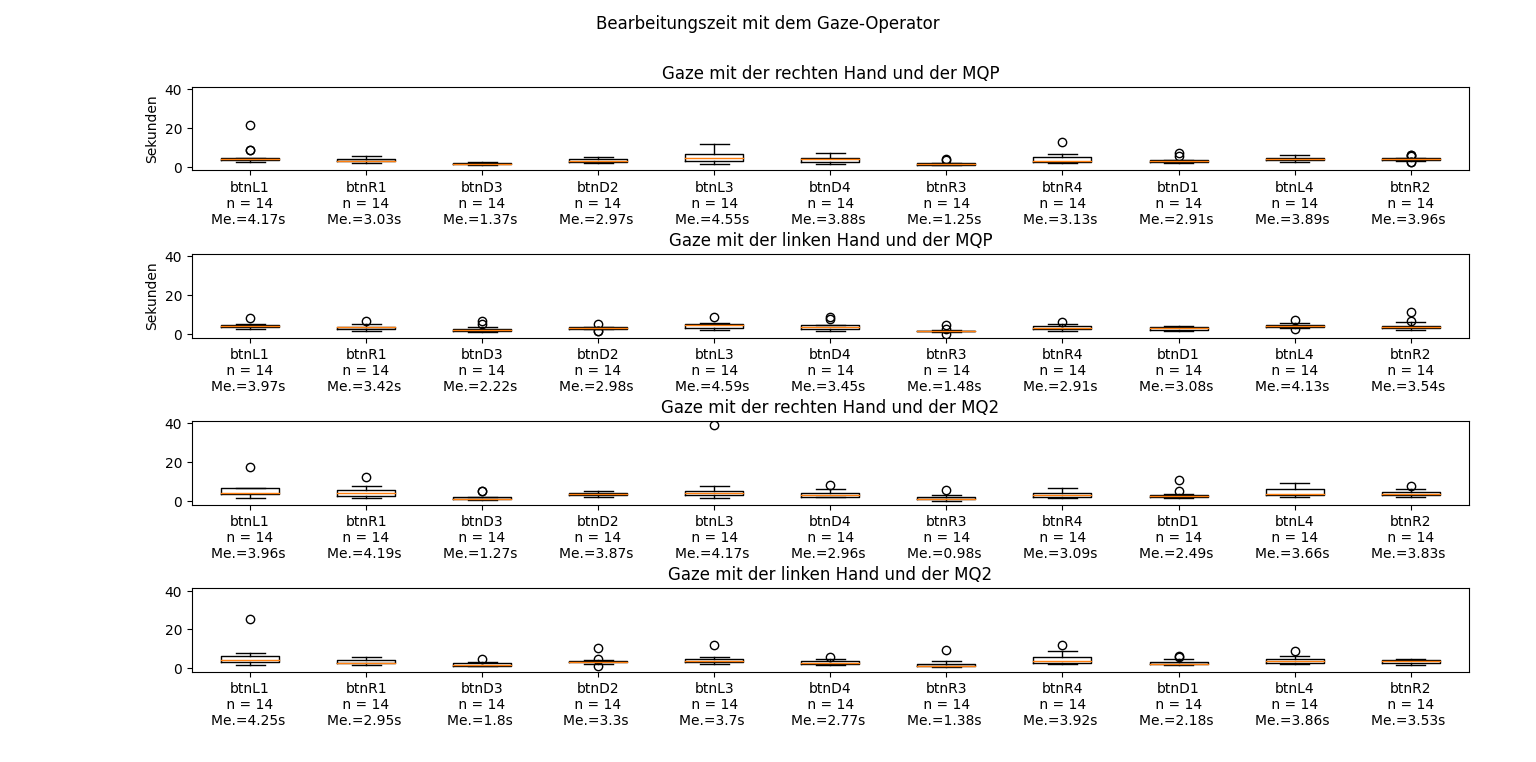 Bearbeitungszeit mit dem Gaze-Operator
Gaze mit der rechten Hand und der MQP
Sekunden
40
20
0
btnL1 btnR1 btnD3 btnD2 btnL3 btnD4 btnR3 btnR4 btnD1 btnL4 btnR2
n = 14 n = 14 n = 14 n = 14 n = 14 n = 14 n = 14 n = 14 n = 14 n = 14 n = 14
Me.=4.17s Me.=3.03s Me.=1.37s Me.=2.97s Me.=4.55s Me.=3.88s Me.=1.25s Me.=3.13s Me.=2.91s Me.=3.89s Me.=3.96s
Gaze mit der linken Hand und der MQP
Sekunden
40
20
0
btnL1 btnR1 btnD3 btnD2 btnL3 btnD4 btnR3 btnR4 btnD1 btnL4 btnR2
n = 14 n = 14 n = 14 n = 14 n = 14 n = 14 n = 14 n = 14 n = 14 n = 14 n = 14
Me.=3.97s Me.=3.42s Me.=2.22s Me.=2.98s Me.=4.59s Me.=3.45s Me.=1.48s Me.=2.91s Me.=3.08s Me.=4.13s Me.=3.54s
Gaze mit der rechten Hand und der MQ2
40
20
0
btnL1 btnR1 btnD3 btnD2 btnL3 btnD4 btnR3 btnR4 btnD1 btnL4 btnR2
n = 14 n = 14 n = 14 n = 14 n = 14 n = 14 n = 14 n = 14 n = 14 n = 14 n = 14
Me.=3.96s Me.=4.19s Me.=1.27s Me.=3.87s Me.=4.17s Me.=2.96s Me.=0.98s Me.=3.09s Me.=2.49s Me.=3.66s Me.=3.83s
Gaze mit der linken Hand und der MQ2
40
20
0
btnL1 btnR1 btnD3 btnD2 btnL3 btnD4 btnR3 btnR4 btnD1 btnL4 btnR2
n = 14 n = 14 n = 14 n = 14 n = 14 n = 14 n = 14 n = 14 n = 14 n = 14 n = 14
Me.=4.25s Me.=2.95s Me.=1.8s Me.=3.3s Me.=3.7s Me.=2.77s Me.=1.38s Me.=3.92s Me.=2.18s Me.=3.86s Me.=3.53s